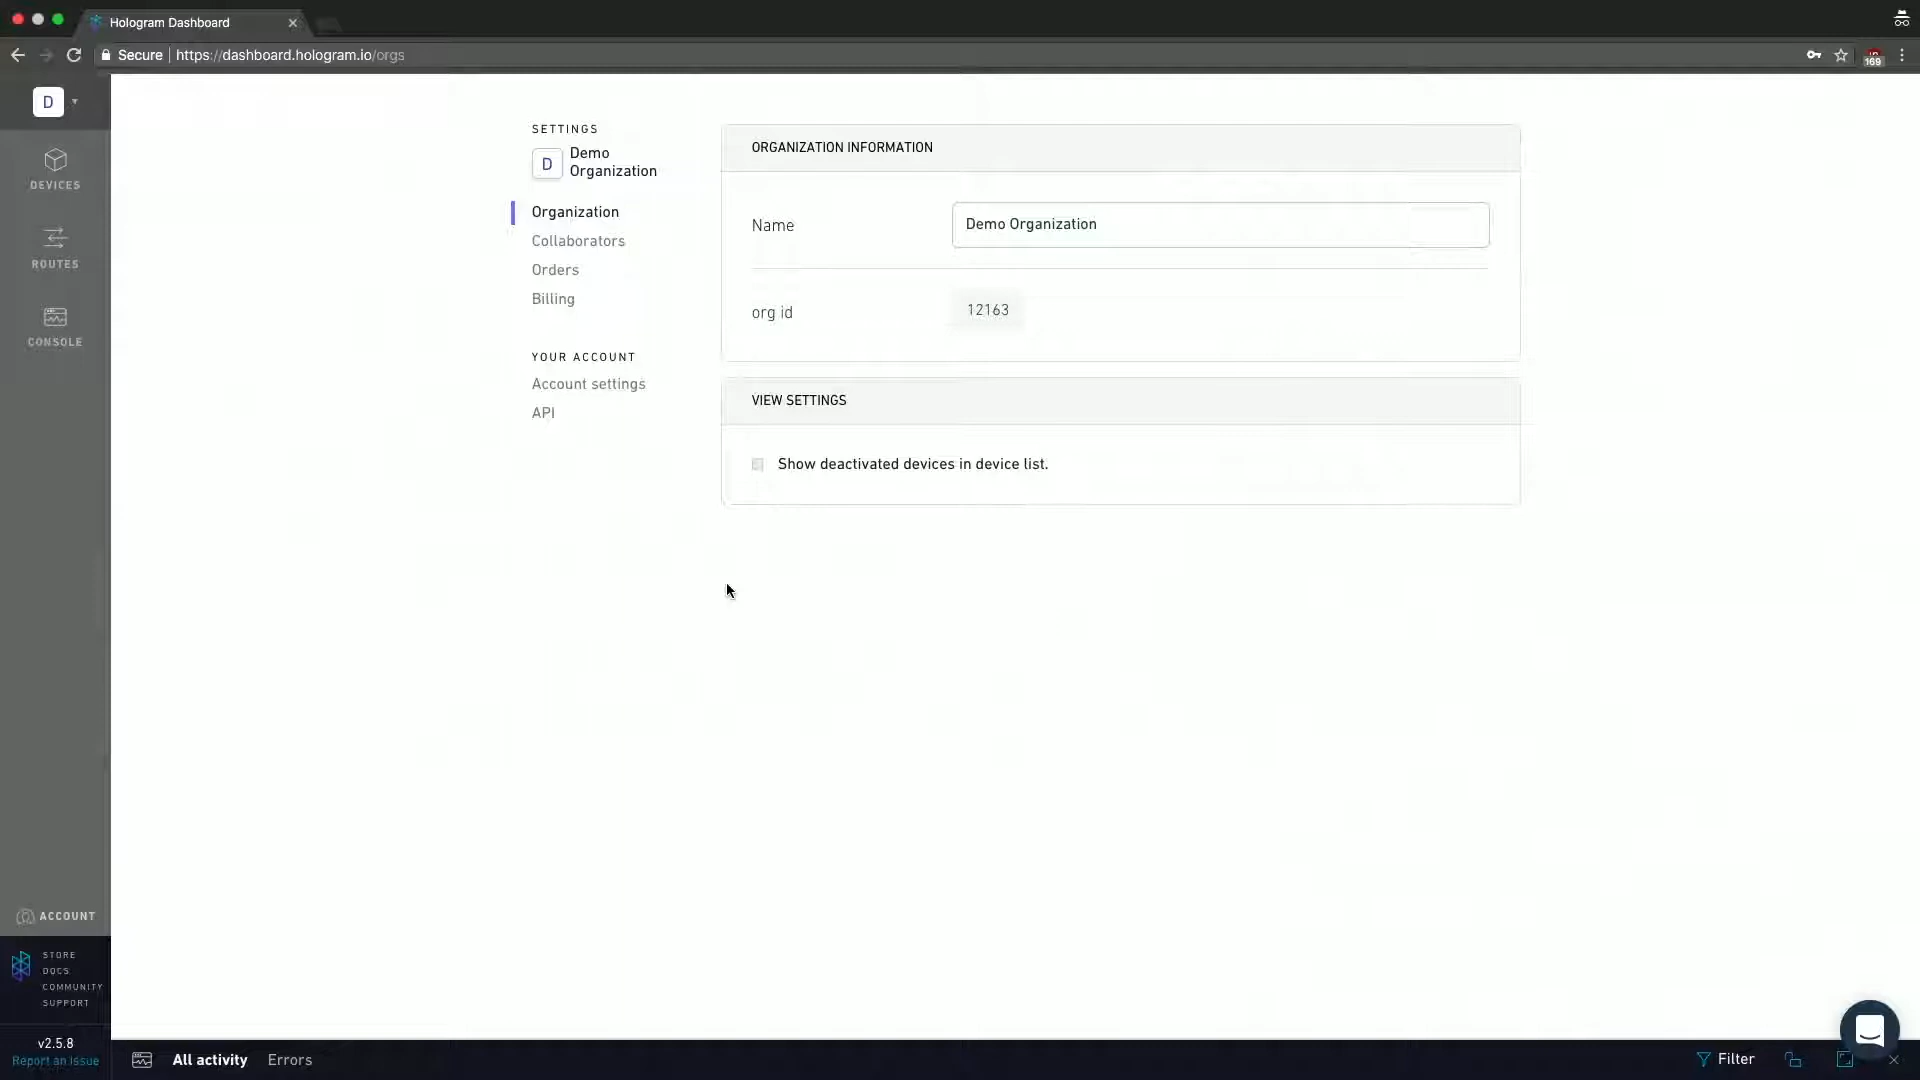 Hologram Dashboard
Secure
https://dashboard.hologram.io/orgs
169
D
DEVICES
ROUTES
CONSOLE
ACCOUNT
STORE
DOCS
COMMUNITY
SUPPORT
v2.5.8
Report an Issue
SETTINGS
D
Demo
Organization
Organization
Collaborators
Orders
Billing
YOUR ACCOUNT
Account settings
API
ORGANIZATION INFORMATION
Name
Demo Organization
org id
12163
VIEW SETTINGS
Show deactivated devices in device list.
All activity
Errors
Filter